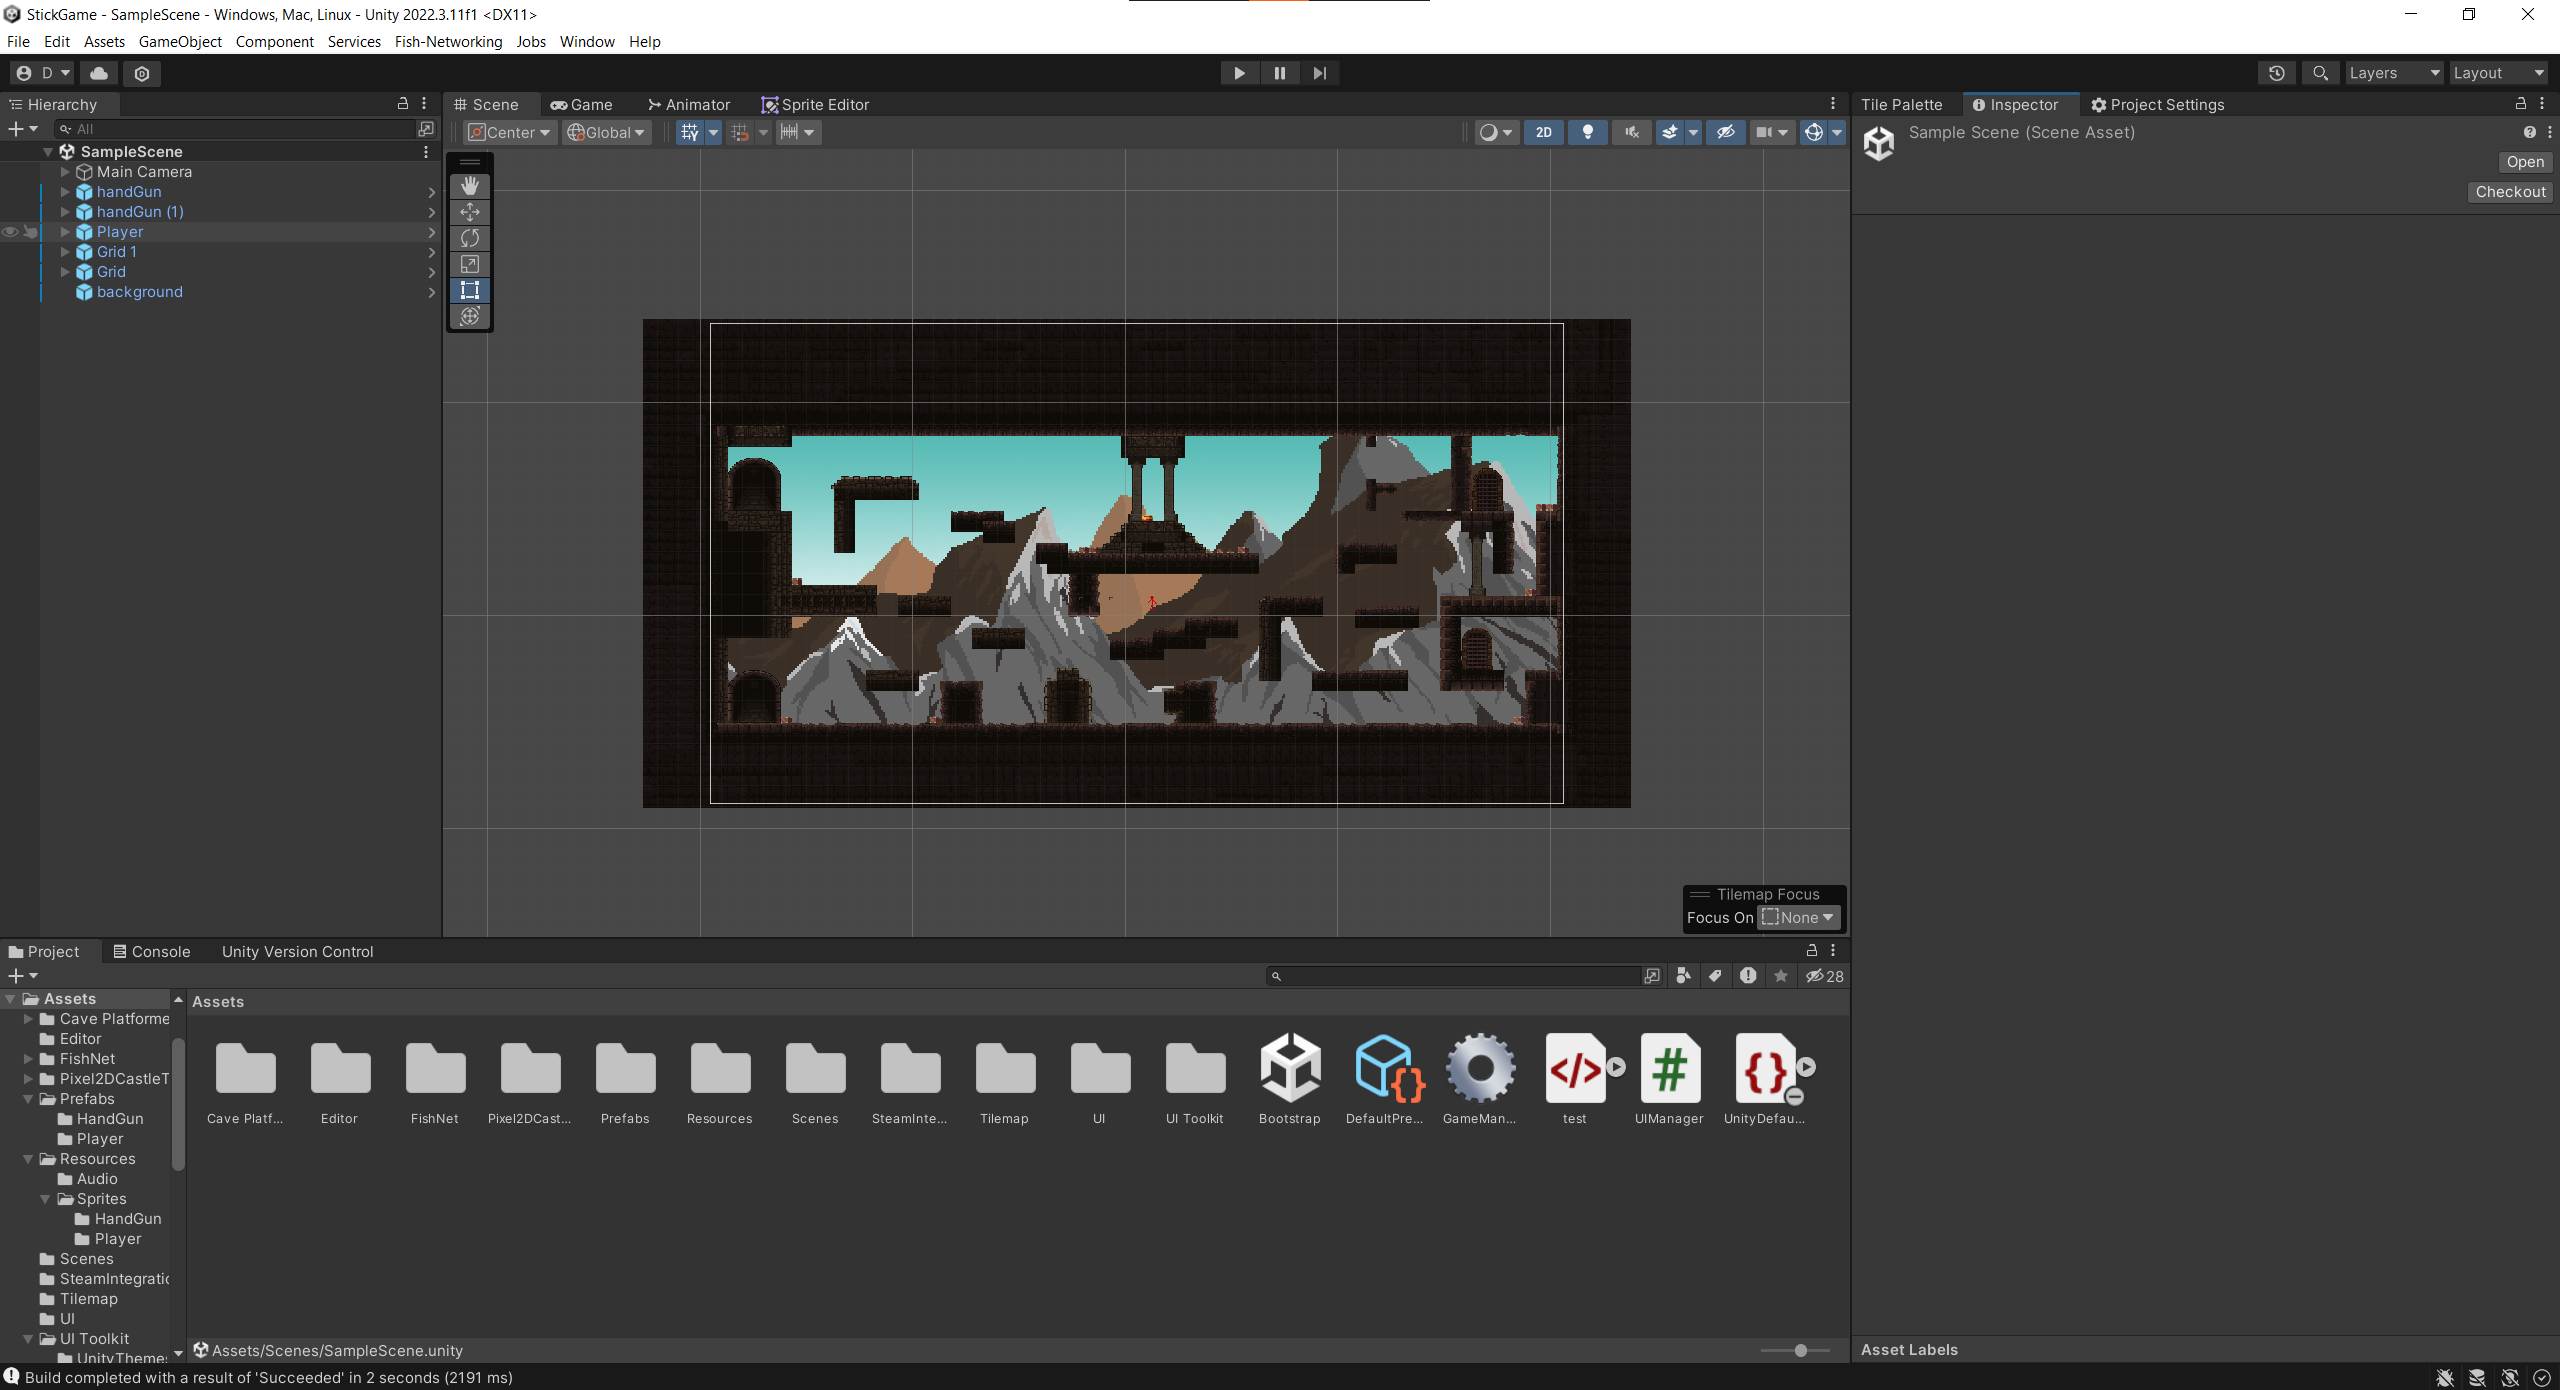 StickGame - SampleScene - Windows, Mac, Linux - Unity 2022.3.11f1 <DX11>
File Edit Assets GameObject Component Services Fish-Networking Jobs Window Help
D Layers Layout
Hierarchy
All
SampleScene
Main Camera
handGun
handGun (1)
Player
Grid 1
Grid
background
Scene Game Animator Sprite Editor
Center Global 2D
Tilemap Focus
Focus On None
Tile Palette Inspector Project Settings
Sample Scene (Scene Asset)
Open
Checkout
Project Console Unity Version Control
28
Assets
Cave Platforme
Editor
FishNet
Pixel2DCastleT
Prefabs
HandGun
Player
Resources
Audio
Sprites
HandGun
Player
Scenes
SteamIntegratic
Tilemap
UI
UI Toolkit
UnityThemes
Assets
Cave Platf... Editor FishNet Pixel2DCast... Prefabs Resources Scenes SteamInte... Tilemap UI UI Toolkit Bootstrap DefaultPre... GameMan... test UIManager UnityDefau...
Assets/Scenes/SampleScene.unity
Asset Labels
Build completed with a result of 'Succeeded' in 2 seconds (2191 ms)